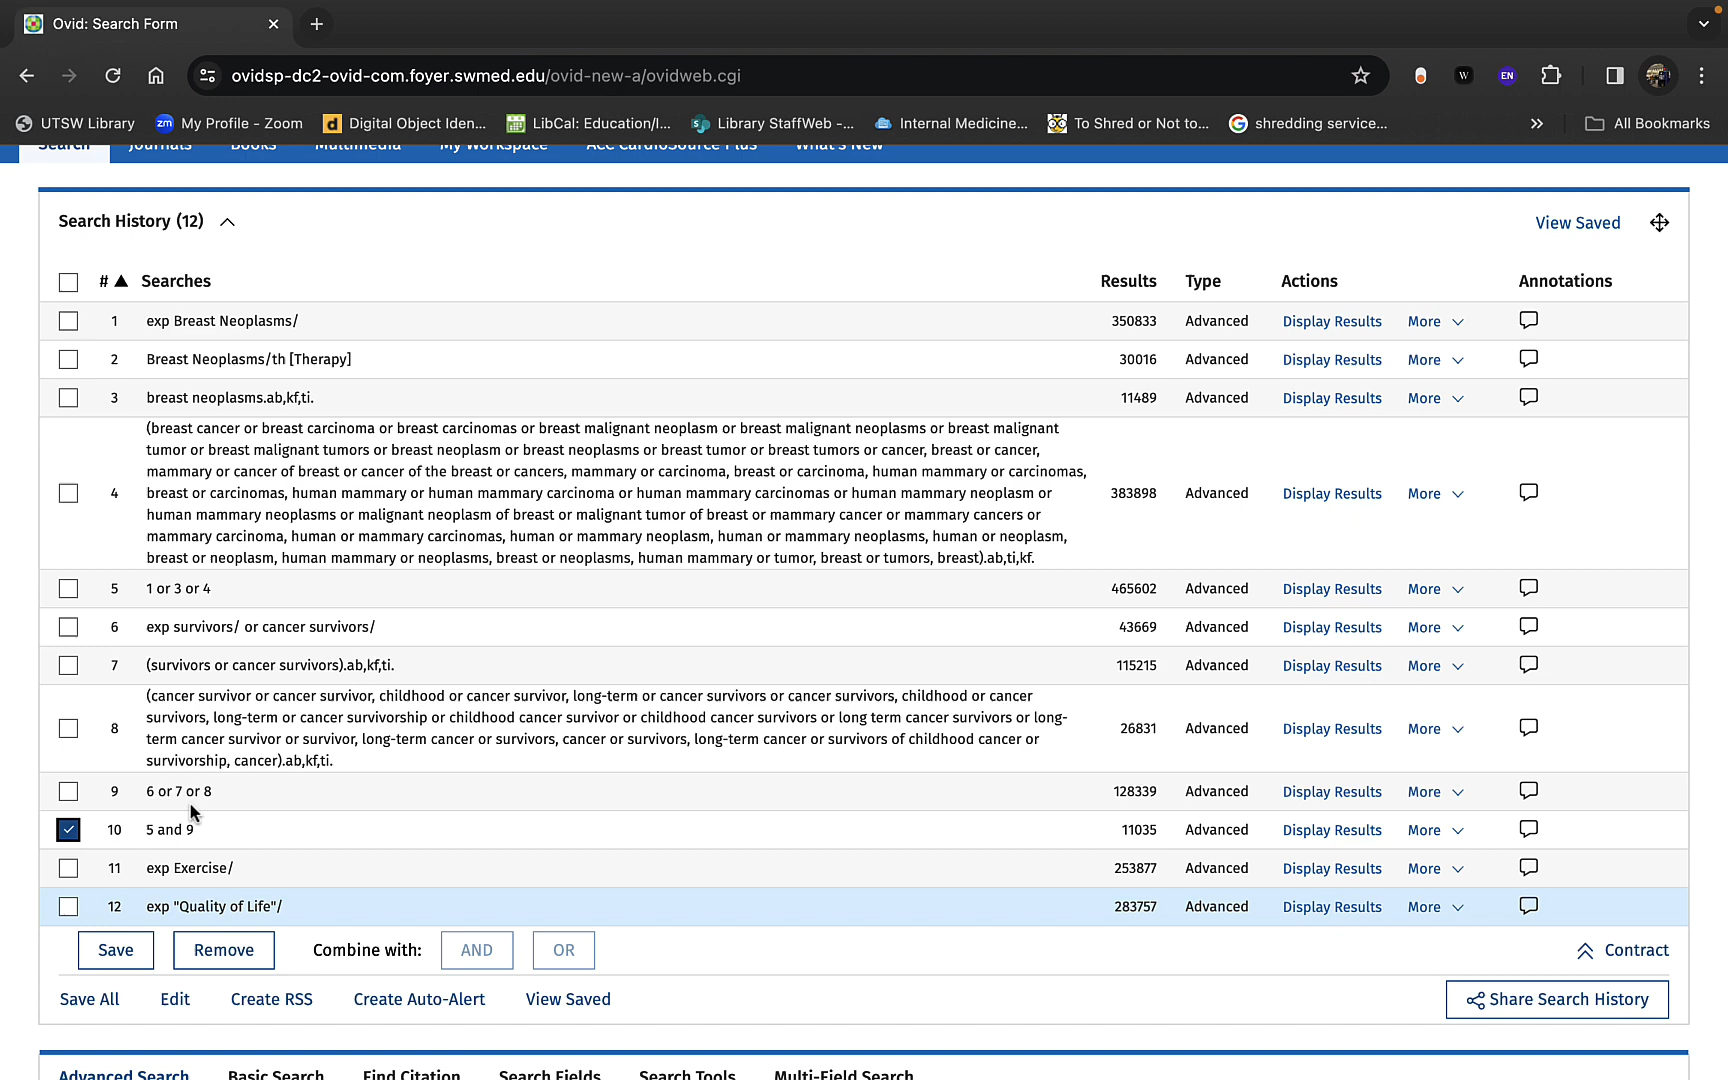 Ovid: Search Form
ovidsp-dc2-ovid-com.foyer.swmed.edu/ovid-new-a/ovidweb.cgi
W
EN
UTSW Library
zm My Profile - Zoom
d Digital Object Iden...
LibCal: Education/I...
Library StaffWeb -...
Internal Medicine...
To Shred or Not to...
G shredding service...
All Bookmarks
Search Journals Books Multimedia My Workspace ACC CardioSource Plus What's New
Search History (12)
View Saved
# ▲ Searches Results Type Actions Annotations
1 exp Breast Neoplasms/ 350833 Advanced Display Results More
2 Breast Neoplasms/th [Therapy] 30016 Advanced Display Results More
3 breast neoplasms.ab,kf,ti. 11489 Advanced Display Results More
(breast cancer or breast carcinoma or breast carcinomas or breast malignant neoplasm or breast malignant neoplasms or breast malignant
tumor or breast malignant tumors or breast neoplasm or breast neoplasms or breast tumor or breast tumors or cancer, breast or cancer,
mammary or cancer of breast or cancer of the breast or cancers, mammary or carcinoma, breast or carcinoma, human mammary or carcinomas,
4 breast or carcinomas, human mammary or human mammary carcinoma or human mammary carcinomas or human mammary neoplasm or 383898 Advanced Display Results More
human mammary neoplasms or malignant neoplasm of breast or malignant tumor of breast or mammary cancer or mammary cancers or
mammary carcinoma, human or mammary carcinomas, human or mammary neoplasm, human or mammary neoplasms, human or neoplasm,
breast or neoplasm, human mammary or neoplasms, breast or neoplasms, human mammary or tumor, breast or tumors, breast).ab,ti,kf.
5 1 or 3 or 4 465602 Advanced Display Results More
6 exp survivors/ or cancer survivors/ 43669 Advanced Display Results More
7 (survivors or cancer survivors).ab,kf,ti. 115215 Advanced Display Results More
(cancer survivor or cancer survivor, childhood or cancer survivor, long-term or cancer survivors or cancer survivors, childhood or cancer
survivors, long-term or cancer survivorship or childhood cancer survivor or childhood cancer survivors or long term cancer survivors or long-
8 term cancer survivor or survivor, long-term cancer or survivors, cancer or survivors, long-term cancer or survivors of childhood cancer or 26831 Advanced Display Results More
survivorship, cancer).ab,kf,ti.
9 6 or 7 or 8 128339 Advanced Display Results More
10 5 and 9 11035 Advanced Display Results More
11 exp Exercise/ 253877 Advanced Display Results More
12 exp "Quality of Life"/ 283757 Advanced Display Results More
Save Remove Combine with: AND OR Contract
Save All Edit Create RSS Create Auto-Alert View Saved Share Search History
Advanced Search Basic Search Find Citation Search Fields Search Tools Multi-Field Search